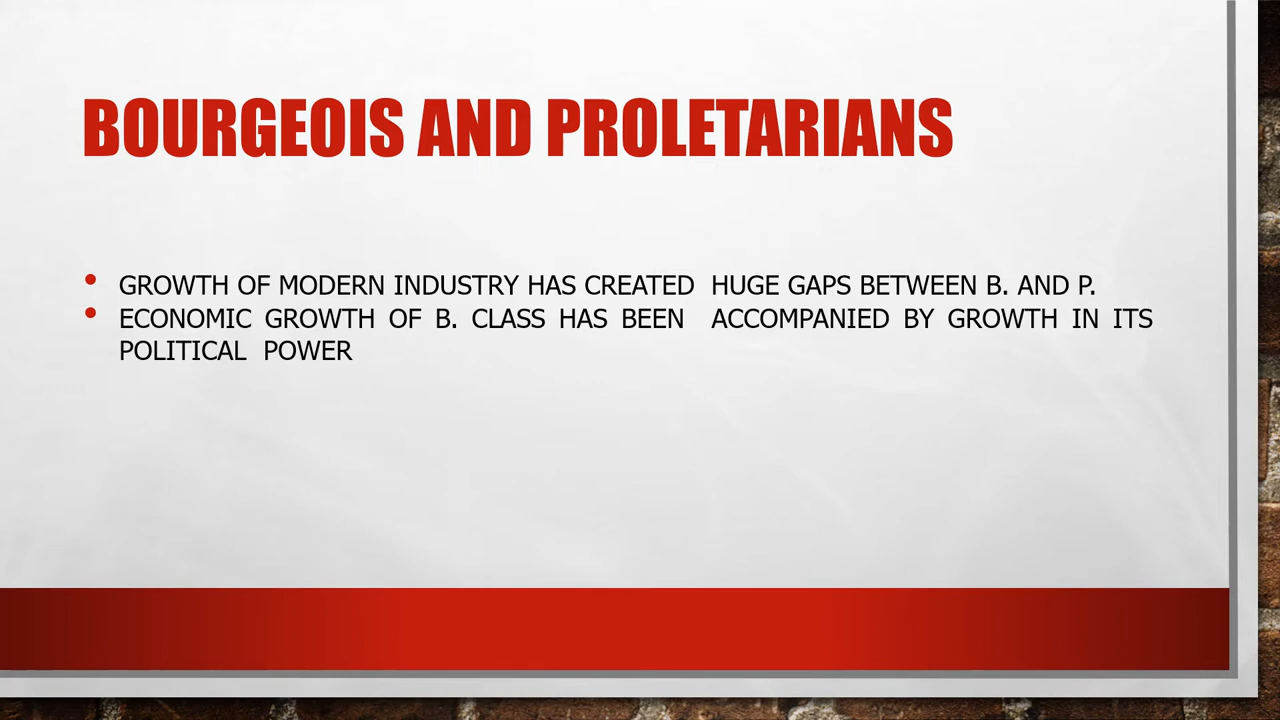 BOURGEOIS AND PROLETARIANS
• GROWTH OF MODERN INDUSTRY HAS CREATED HUGE GAPS BETWEEN B. AND P.
• ECONOMIC GROWTH OF B. CLASS HAS BEEN ACCOMPANIED BY GROWTH IN ITS
POLITICAL POWER